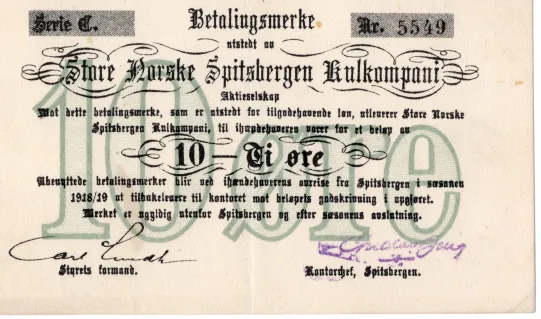 Serie C.
Betalingsmerke
Nr. 5549
utstedt av
Store Norske Spitsbergen Kulkompani
Aktieselskap
Mot dette betalingsmerke, som er utstedt for tilgodehavende løn, utleverer Store Norske
Spitsbergen Kulkompani, til ihændehaveren varer for et beløp av
10 — Ti øre
Ubenyttede betalingsmerker blir ved ihændehaverens avreise fra Spitsbergen i sæsonen
1918/19 at tilbakelevere til kontoret mot beløpets godskrivning i opgjøret.
Merket er ugyldig utenfor Spitsbergen og efter sæsonens avslutning.
10 øre
Styrets formand.
Kontorchef, Spitsbergen.